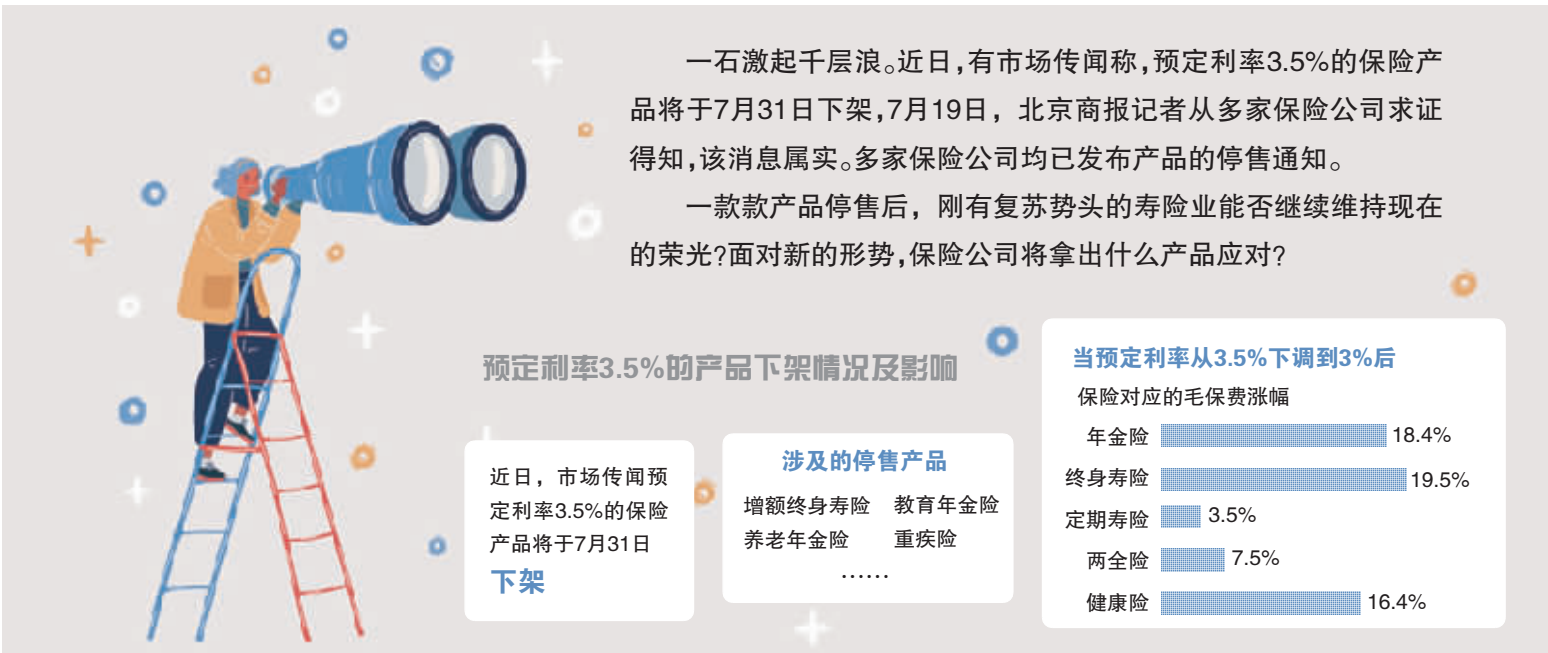 一石激起千层浪。近日,有市场传闻称,预定利率3.5%的保险产
品将于7月31日下架,7月19日，北京商报记者从多家保险公司求证
得知,该消息属实。多家保险公司均已发布产品的停售通知。
一款款产品停售后，刚有复苏势头的寿险业能否继续维持现在
的荣光?面对新的形势,保险公司将拿出什么产品应对?
预定利率3.5%的产品下架情况及影响
近日，市场传闻预
定利率3.5%的保险
产品将于7月31日
下架
涉及的停售产品
增额终身寿险 教育年金险
养老年金险 重疾险
……
当预定利率从3.5%下调到3%后
保险对应的毛保费涨幅
年金险 18.4%
终身寿险 19.5%
定期寿险 3.5%
两全险 7.5%
健康险 16.4%